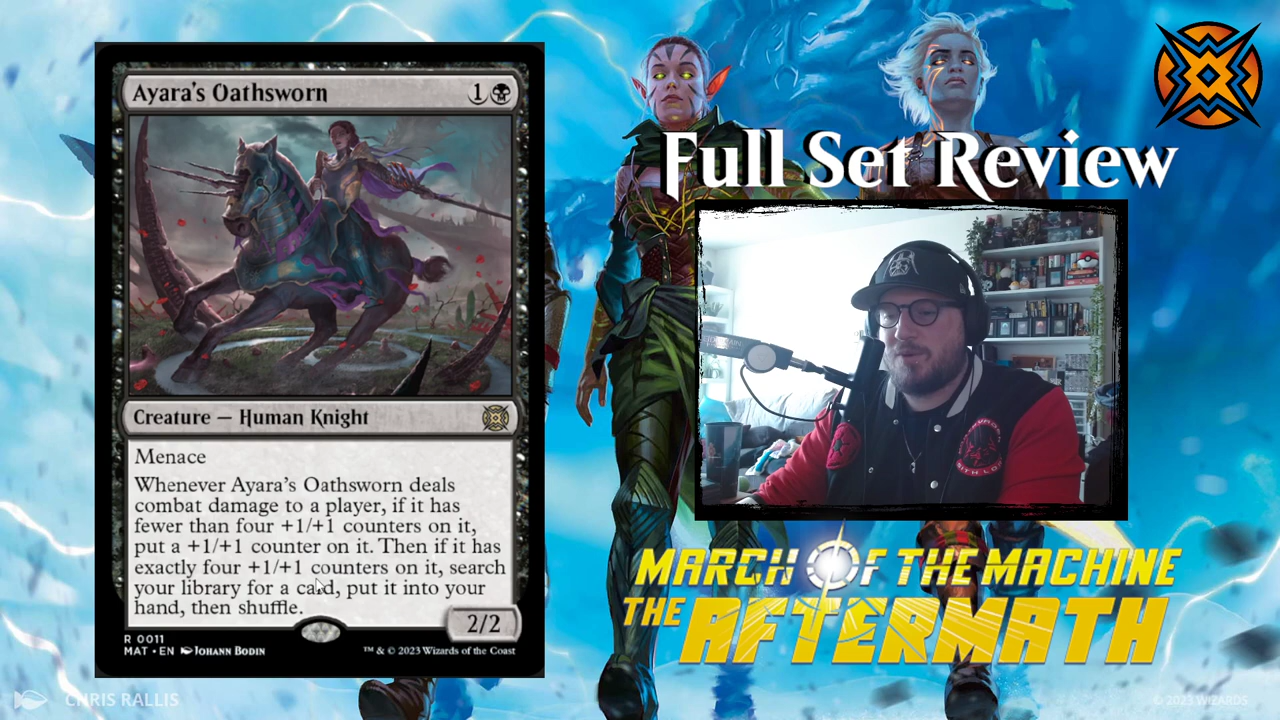 Ayara's Oathsworn 1
Creature — Human Knight
Menace
Whenever Ayara's Oathsworn deals
combat damage to a player, if it has
fewer than four +1/+1 counters on it,
put a +1/+1 counter on it. Then if it has
exactly four +1/+1 counters on it, search
your library for a card, put it into your
hand, then shuffle.
2/2
R 0011
MAT • EN JOHANN BODIN
™ & © 2023 Wizards of the Coast
Full Set Review
MARCH OF THE MACHINE
THE AFTERMATH
CHRIS RALLIS
© 2023 WIZARDS